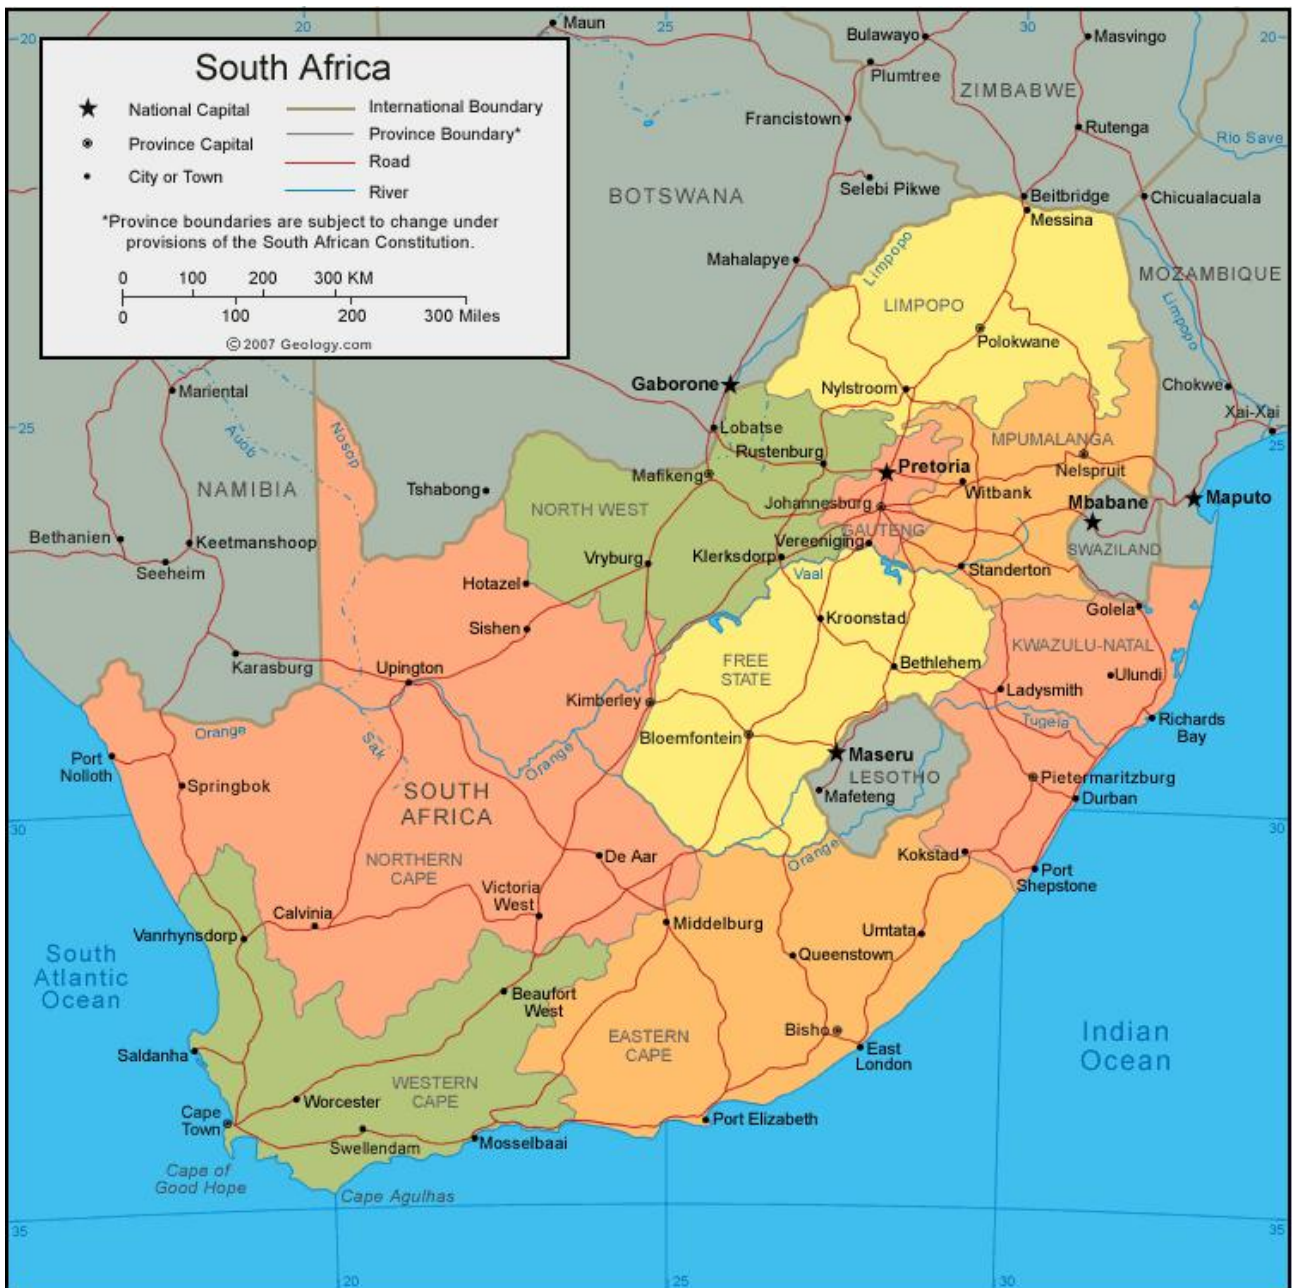 20
25
30
Maun
Bulawayo
Masvingo
20
20
Plumtree
ZIMBABWE
South Africa
National Capital
International Boundary
Province Capital
Province Boundary*
City or Town
Road
River
*Province boundaries are subject to change under
provisions of the South African Constitution.
0 100 200 300 KM
0 100 200 300 Miles
© 2007 Geology.com
Francistown
Rutenga
Rio Save
BOTSWANA
Selebi Pikwe
Beitbridge
Chicualacuala
Messina
Mahalapye
Limpopo
MOZAMBIQUE
LIMPOPO
Limpopo
Polokwane
Mariental
Gaborone
Nylstroom
Chokwe
Xai-Xai
25
Auob
Nosop
Lobatse
MPUMALANGA
25
Rustenburg
Nelspruit
NAMIBIA
Tshabong
Mafikeng
Pretoria
Witbank
Mbabane
Maputo
NORTH WEST
Johannesburg
GAUTENG
Bethanien
Keetmanshoop
Vereeniging
SWAZILAND
Seeheim
Vryburg
Klerksdorp
Vaal
Standerton
Hotazel
Golela
Sishen
Kroonstad
KWAZULU-NATAL
Karasburg
Upington
FREE
STATE
Bethlehem
Ulundi
Ladysmith
Kimberley
Tugela
Richards
Bay
Orange
Sak
Orange
Bloemfontein
Port
Nolloth
Maseru
LESOTHO
Pietermaritzburg
Springbok
SOUTH
AFRICA
Mafeteng
Durban
30
30
NORTHERN
CAPE
De Aar
Orange
Kokstad
Port
Shepstone
Victoria
West
Calvinia
Vanrhynsdorp
Middelburg
Umtata
South
Atlantic
Ocean
Queenstown
Beaufort
West
Bisho
EASTERN
CAPE
East
London
Indian
Ocean
Saldanha
WESTERN
CAPE
Worcester
Cape
Town
Port Elizabeth
Swellendam
Mosselbaai
Cape of
Good Hope
Cape Agulhas
35
35
20
25
30